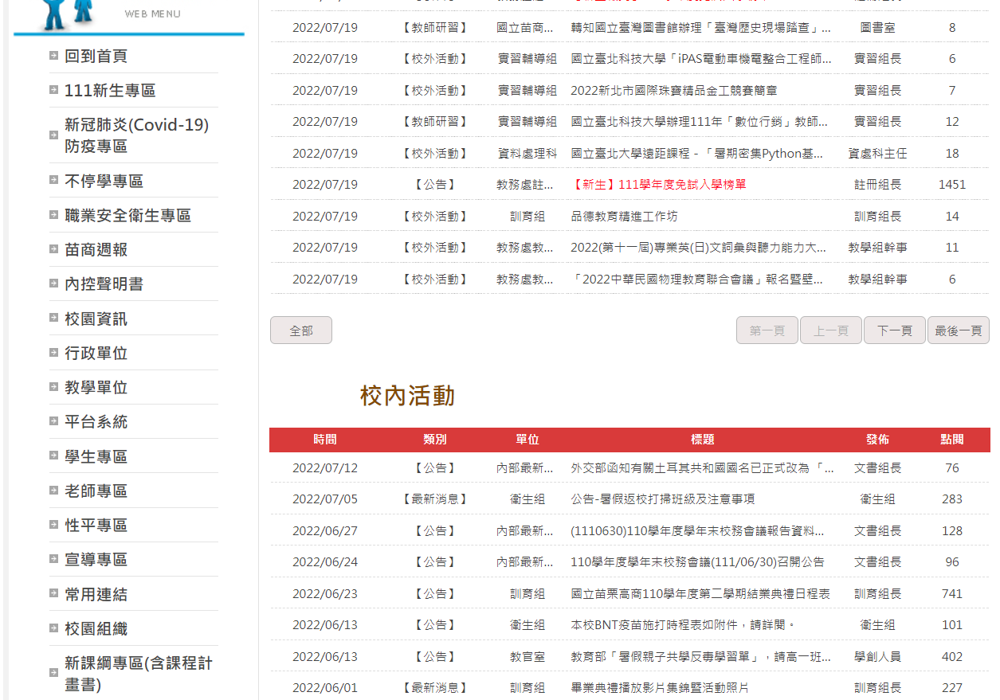 WEB MENU
回到首頁
111新生專區
新冠肺炎(Covid-19)
防疫專區
不停學專區
職業安全衛生專區
苗商週報
內控聲明書
校園資訊
行政單位
教學單位
平台系統
學生專區
老師專區
性平專區
宣導專區
常用連結
校園組織
新課綱專區(含課程計
畫書)
2022/07/19 【教師研習】 國立苗商... 轉知國立臺灣圖書館辦理「臺灣歷史現場踏查」... 圖書室 8
2022/07/19 【校外活動】 實習輔導組 國立臺北科技大學「iPAS電動車機電整合工程師... 實習組長 6
2022/07/19 【校外活動】 實習輔導組 2022新北市國際珠寶精品金工競賽簡章 實習組長 7
2022/07/19 【教師研習】 實習輔導組 國立臺北科技大學辦理111年「數位行銷」教師... 實習組長 12
2022/07/19 【校外活動】 資料處理科 國立臺北大學遠距課程－「暑期密集Python基... 資處科主任 18
2022/07/19 【公告】 教務處註... 【新生】111學年度免試入學榜單 註冊組長 1451
2022/07/19 【校外活動】 訓育組 品德教育精進工作坊 訓育組長 14
2022/07/19 【校外活動】 教務處教... 2022(第十一屆)專業英(日)文詞彙與聽力能力大... 教學組幹事 11
2022/07/19 【校外活動】 教務處教... 「2022中華民國物理教育聯合會議」報名暨壁... 教學組幹事 6
全部 第一頁 上一頁 下一頁 最後一頁
校內活動
時間 類別 單位 標題 發佈 點閱
2022/07/12 【公告】 內部最新... 外交部函知有關土耳其共和國國名已正式改為 「... 文書組長 76
2022/07/05 【最新消息】 衛生組 公告-暑假返校打掃班級及注意事項 衛生組 283
2022/06/27 【公告】 內部最新... (1110630)110學年度學年末校務會議報告資料... 文書組長 128
2022/06/24 【公告】 內部最新... 110學年度學年末校務會議(111/06/30)召開公告 文書組長 96
2022/06/23 【公告】 訓育組 國立苗栗高商110學年度第二學期結業典禮日程表 訓育組長 741
2022/06/13 【公告】 衛生組 本校BNT疫苗施打時程表如附件，請詳閱。 衛生組 101
2022/06/13 【公告】 教官室 教育部「暑假親子共學反毒學習單」，請高一班... 學創人員 402
2022/06/01 【最新消息】 訓育組 畢業典禮播放影片集錦暨活動照片 訓育組長 227